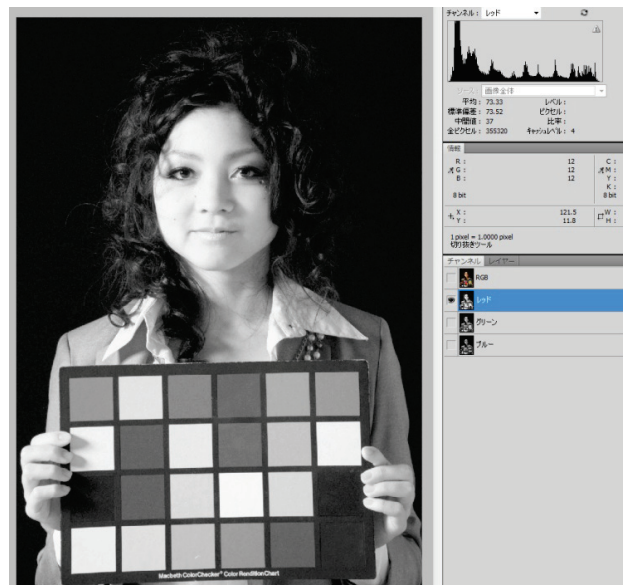 チャンネル： レッド
ソース： 画像全体
平均： 73.33 レベル：
標準偏差： 73.52 ピクセル：
中間値： 37 比率：
全ピクセル： 355320 キャッシュレベル： 4
情報
R： 12 C：
G： 12 M：
B： 12 Y：
K：
8 bit 8 bit
X： 121.5 W：
Y： 11.8 H：
1 pixel = 1.0000 pixel
切り抜きツール
チャンネル レイヤー
RGB
レッド
グリーン
ブルー
Macbeth ColorChecker® Color Rendition Chart